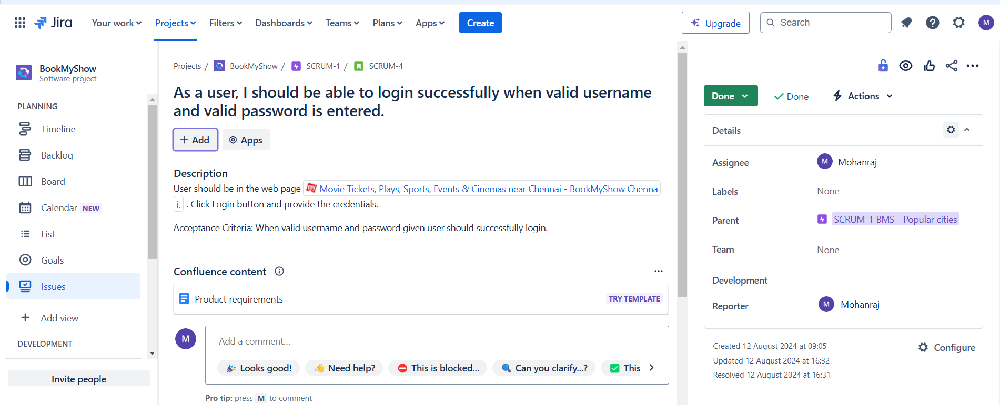 Jira
Your work
Projects
Filters
Dashboards
Teams
Plans
Apps
Create
Upgrade
Search
M
BookMyShow
Software project
PLANNING
Timeline
Backlog
Board
Calendar NEW
List
Goals
Issues
Add view
DEVELOPMENT
Invite people
Projects / BookMyShow / SCRUM-1 / SCRUM-4
As a user, I should be able to login successfully when valid username
and valid password is entered.
+ Add
Apps
Description
User should be in the web page my Movie Tickets, Plays, Sports, Events & Cinemas near Chennai - BookMyShow Chenna
i. . Click Login button and provide the credentials.
Acceptance Criteria: When valid username and password given user should successfully login.
Confluence content
Product requirements
TRY TEMPLATE
M
Add a comment...
Looks good!
Need help?
This is blocked...
Can you clarify...?
This
Pro tip: press M to comment
Done
Done
Actions
Details
Assignee
M Mohanraj
Labels
None
Parent
SCRUM-1 BMS - Popular cities
Team
None
Development
Reporter
M Mohanraj
Created 12 August 2024 at 09:05
Updated 12 August 2024 at 16:32
Resolved 12 August 2024 at 16:31
Configure